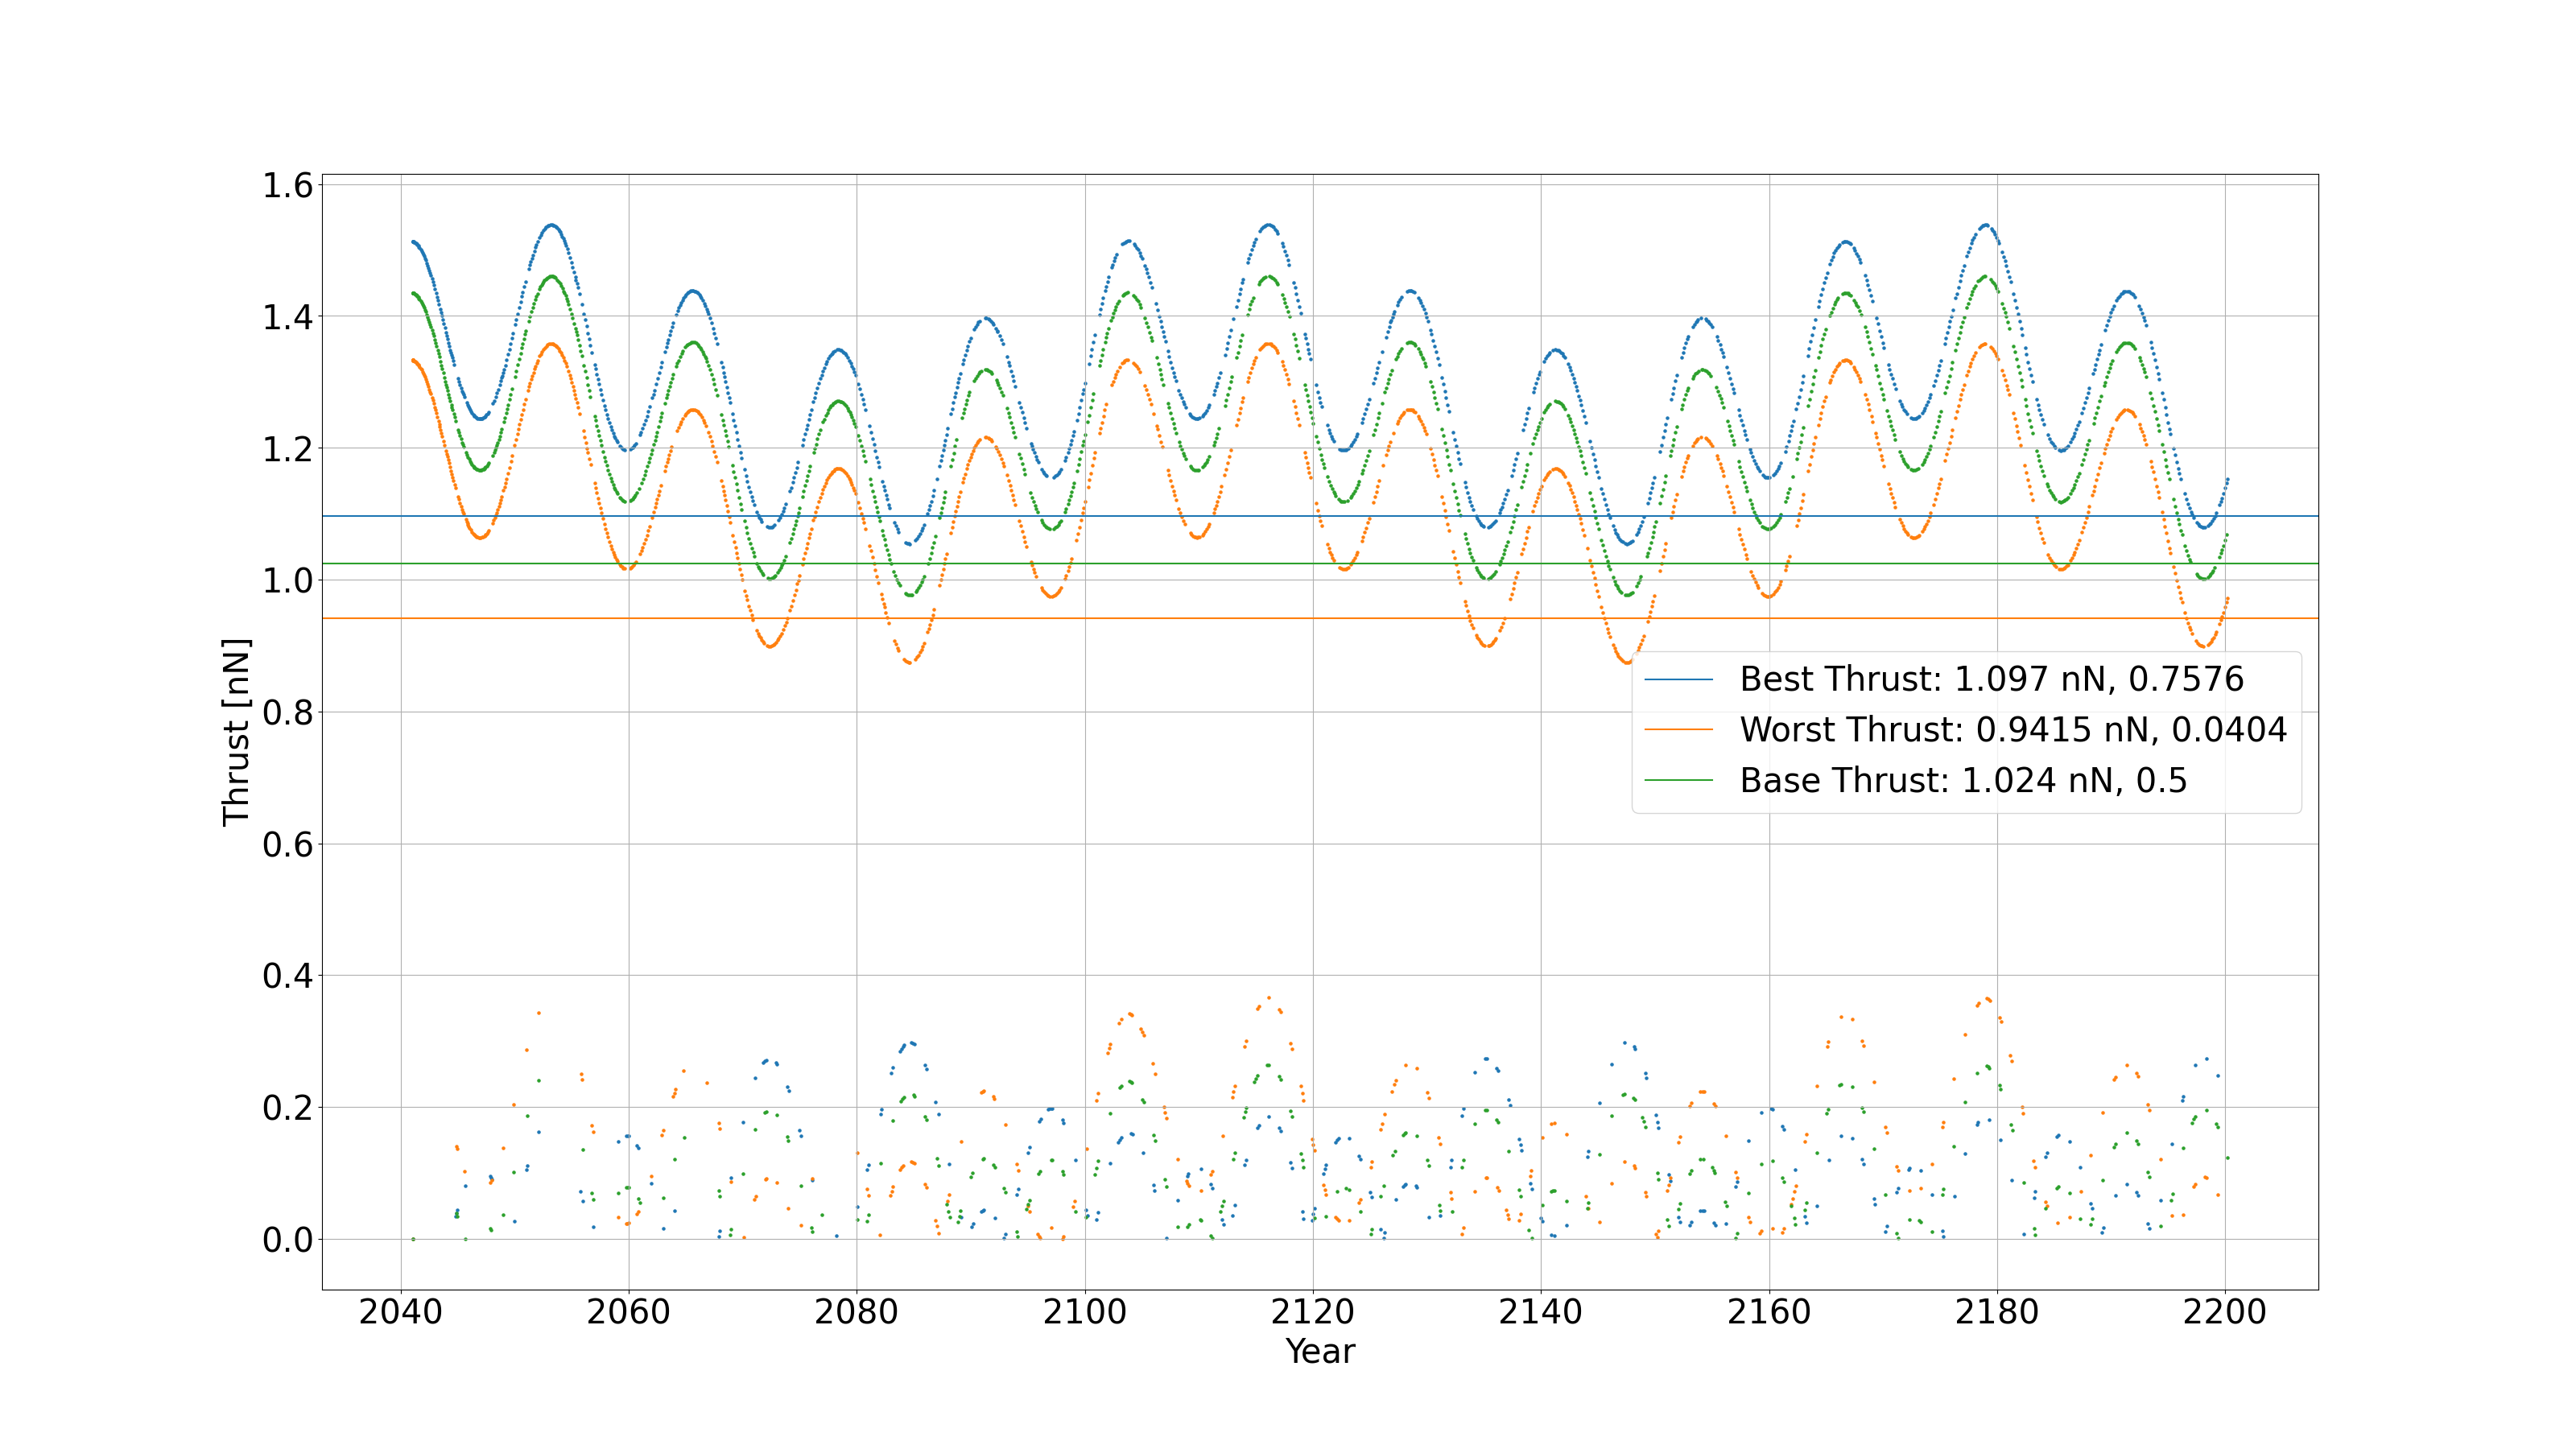 1.6
1.4
1.2
1.0
0.8
0.6
0.4
0.2
0.0
Thrust [nN]
Best Thrust: 1.097 nN, 0.7576
Worst Thrust: 0.9415 nN, 0.0404
Base Thrust: 1.024 nN, 0.5
2040 2060 2080 2100 2120 2140 2160 2180 2200
Year